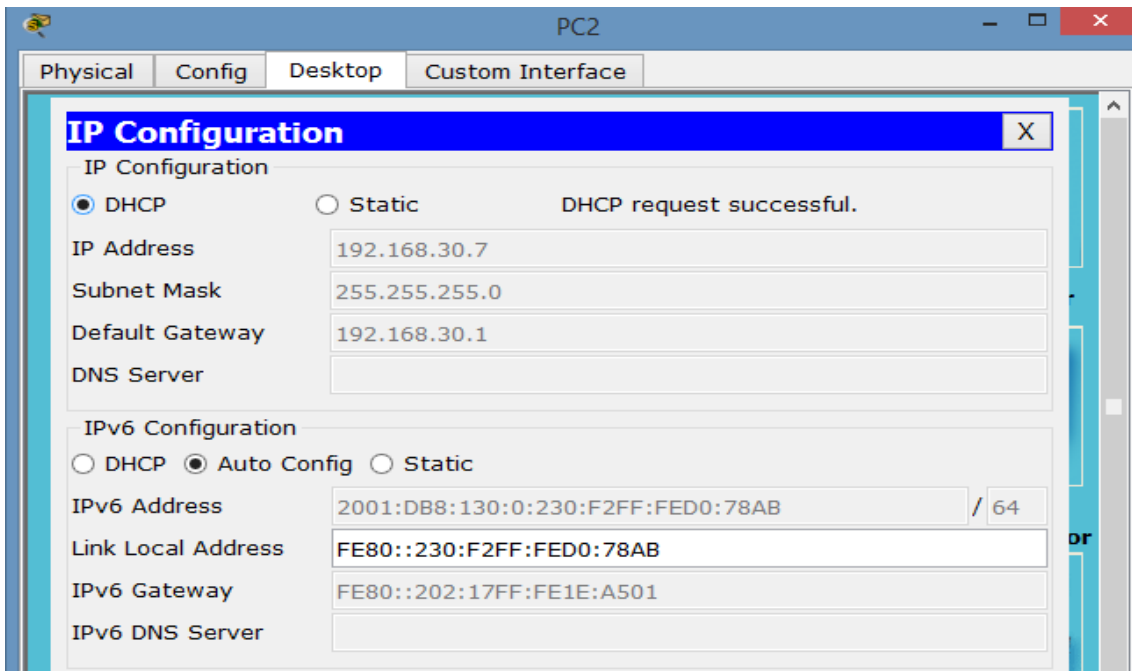 PC2
Physical Config Desktop Custom Interface
IP Configuration X
IP Configuration
DHCP Static DHCP request successful.
IP Address 192.168.30.7
Subnet Mask 255.255.255.0
Default Gateway 192.168.30.1
DNS Server
IPv6 Configuration
DHCP Auto Config Static
IPv6 Address 2001:DB8:130:0:230:F2FF:FED0:78AB / 64
Link Local Address FE80::230:F2FF:FED0:78AB
or
IPv6 Gateway FE80::202:17FF:FE1E:A501
IPv6 DNS Server